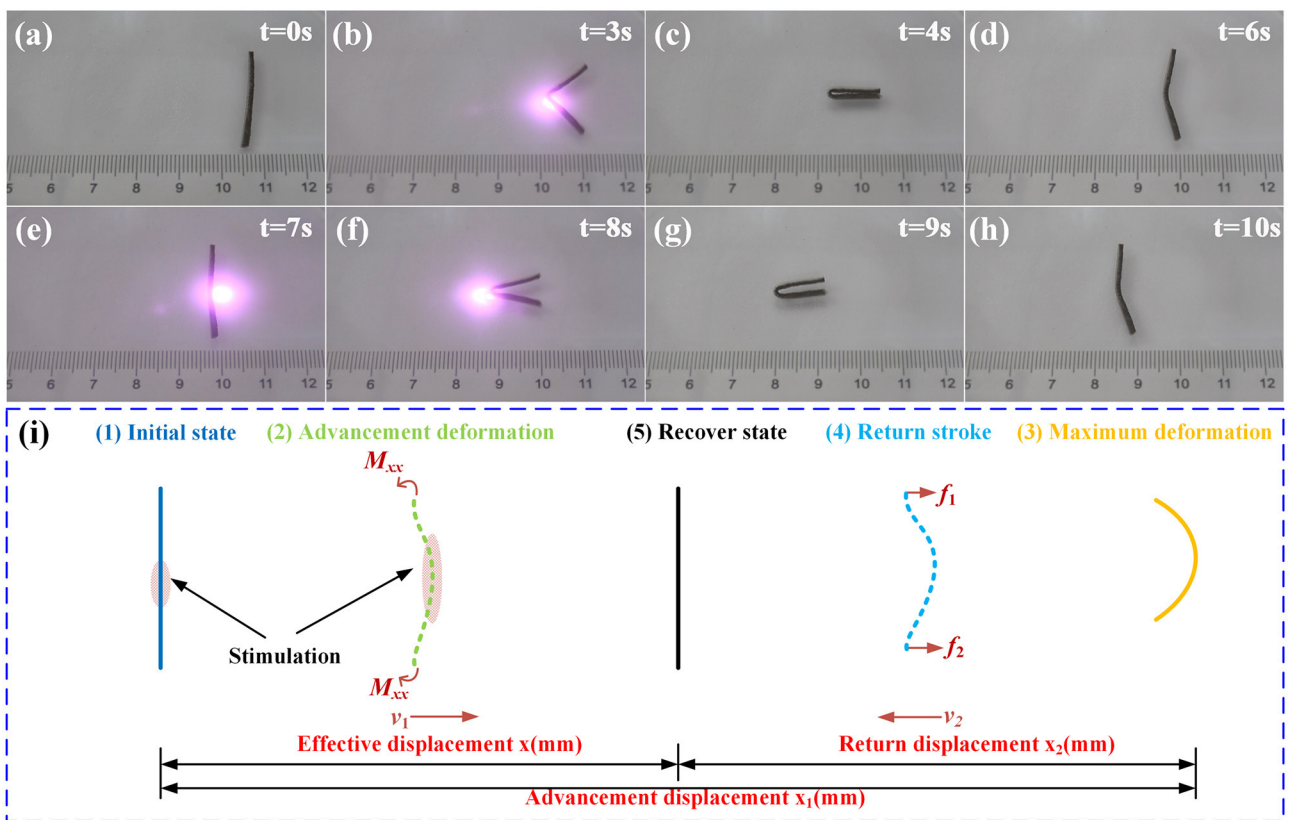 (a) t=0s
5 6 7 8 9 10 11 12
(b) t=3s
5 6 7 8 9 10 11 12
(c) t=4s
5 6 7 8 9 10 11 12
(d) t=6s
5 6 7 8 9 10 11 12
(e) t=7s
5 6 7 8 9 10 11 12
(f) t=8s
5 6 7 8 9 10 11 12
(g) t=9s
5 6 7 8 9 10 11 12
(h) t=10s
5 6 7 8 9 10 11 12
(i) (1) Initial state (2) Advancement deformation (5) Recover state (4) Return stroke (3) Maximum deformation
Mxx
f1
Stimulation
f2
Mxx
v1 v2
Effective displacement x(mm) Return displacement x2(mm)
Advancement displacement x1(mm)